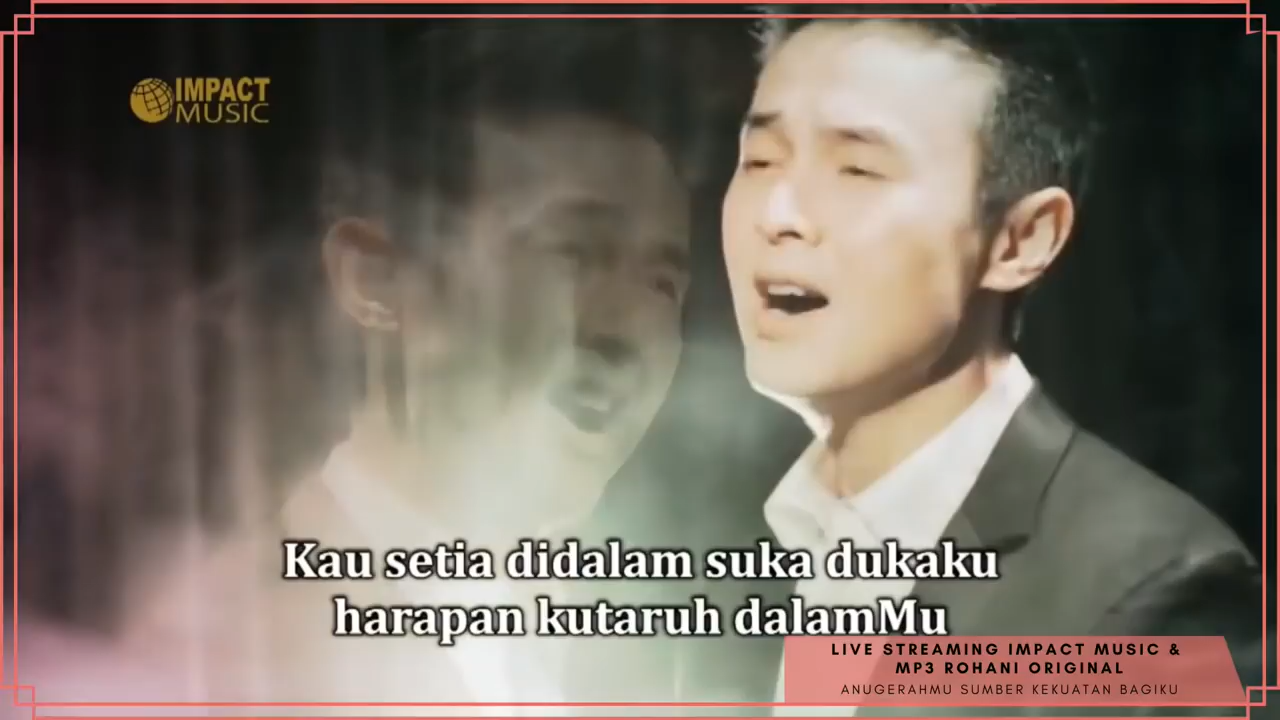 IMPACT
MUSIC
Kau setia didalam suka dukaku
harapan kutaruh dalamMu
LIVE STREAMING IMPACT MUSIC &
MP3 ROHANI ORIGINAL
ANUGERAHMU SUMBER KEKUATAN BAGIKU